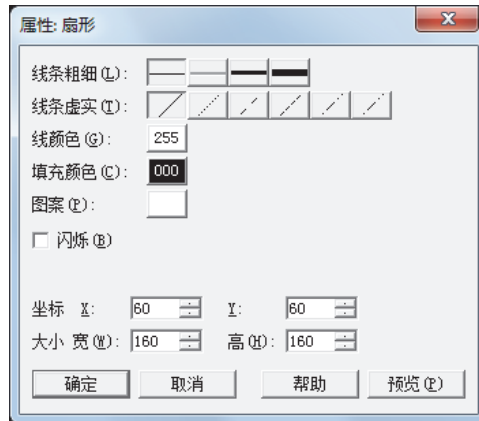 属性: 扇形
线条粗细(L):
线条虚实(T):
线颜色(G): 255
填充颜色(C): 000
图案(P):
闪烁(B)
坐标 X: 60 Y: 60
大小 宽(W): 160 高(H): 160
确定 取消 帮助 预览(P)